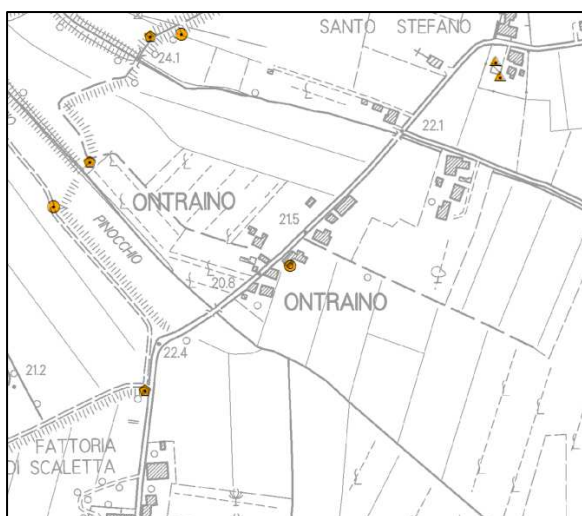 SANTO STEFANO
24.1
22.1
ONTRAINO
21.5
PINOCCHIO
20.8
ONTRAINO
22.4
21.2
FATTORIA
DI SCALETTA